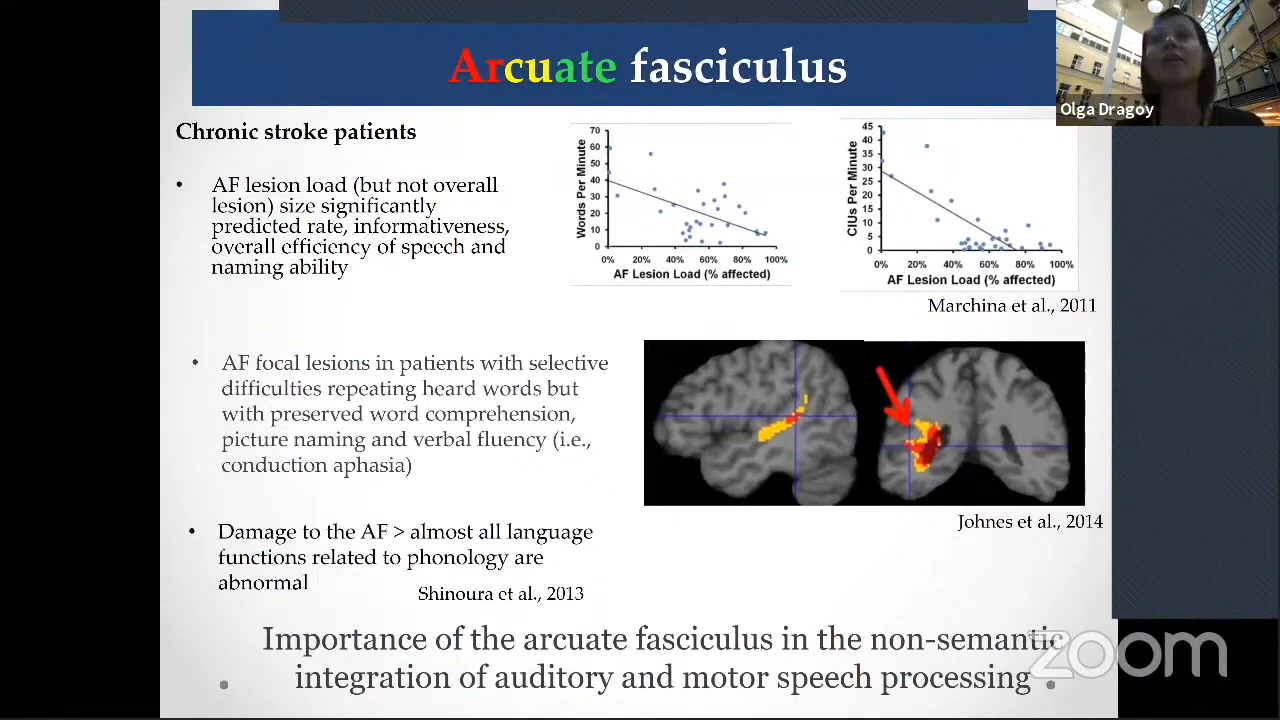 Arcuate fasciculus
Olga Dragoy
Chronic stroke patients
• AF lesion load (but not overall
lesion) size significantly
predicted rate, informativeness,
overall efficiency of speech and
naming ability
70
60
50
40
30
20
10
0
Words Per Minute
0% 20% 40% 60% 80% 100%
AF Lesion Load (% affected)
45
40
35
30
25
20
15
10
5
0
CIUs Per Minute
0% 20% 40% 60% 80% 100%
AF Lesion Load (% affected)
Marchina et al., 2011
• AF focal lesions in patients with selective
difficulties repeating heard words but
with preserved word comprehension,
picture naming and verbal fluency (i.e.,
conduction aphasia)
Johnes et al., 2014
• Damage to the AF > almost all language
functions related to phonology are
abnormal
Shinoura et al., 2013
Importance of the arcuate fasciculus in the non-semantic
integration of auditory and motor speech processing
zoom